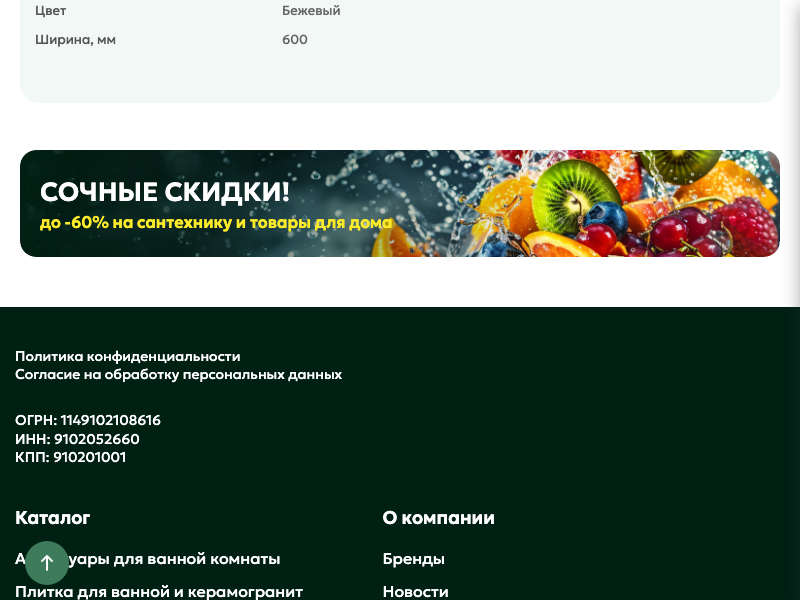 Цвет Бежевый
Ширина, мм 600
СОЧНЫЕ СКИДКИ!
до -60% на сантехнику и товары для дома
Политика конфиденциальности
Согласие на обработку персональных данных
ОГРН: 1149102108616
ИНН: 9102052660
КПП: 910201001
Каталог
для ванной комнаты
Плитка для ванной и керамогранит
О компании
Бренды
Новости